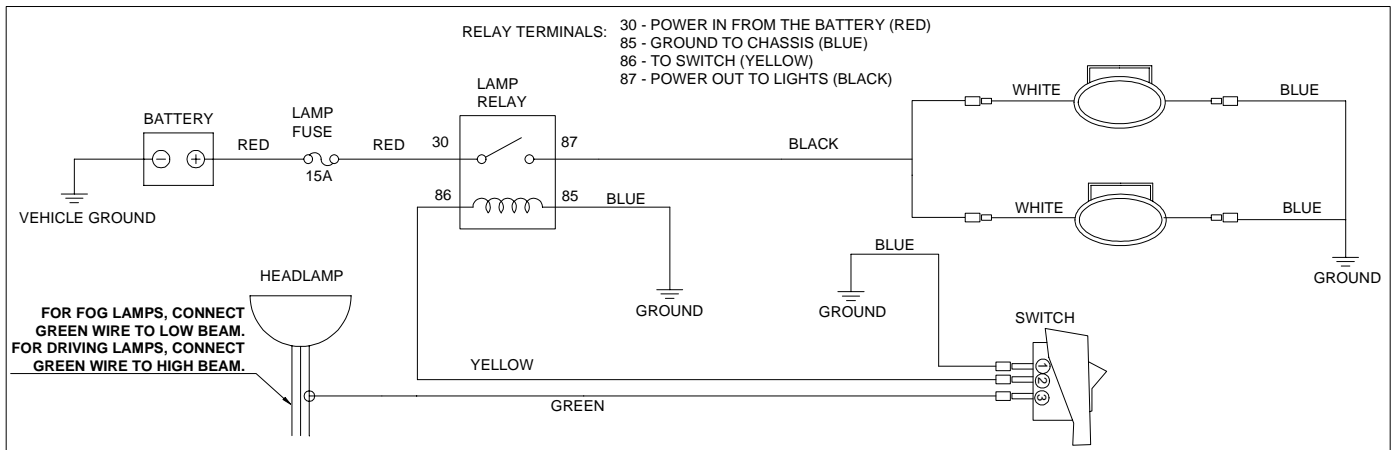 RELAY TERMINALS:
30 - POWER IN FROM THE BATTERY (RED)
85 - GROUND TO CHASSIS (BLUE)
86 - TO SWITCH (YELLOW)
87 - POWER OUT TO LIGHTS (BLACK)
BATTERY
LAMP
FUSE
LAMP
RELAY
RED
15A
RED
30
87
86
85
BLUE
BLACK
WHITE
BLUE
WHITE
BLUE
VEHICLE GROUND
GROUND
GROUND
GROUND
BLUE
HEADLAMP
FOR FOG LAMPS, CONNECT
GREEN WIRE TO LOW BEAM.
FOR DRIVING LAMPS, CONNECT
GREEN WIRE TO HIGH BEAM.
SWITCH
YELLOW
GREEN
1
2
3